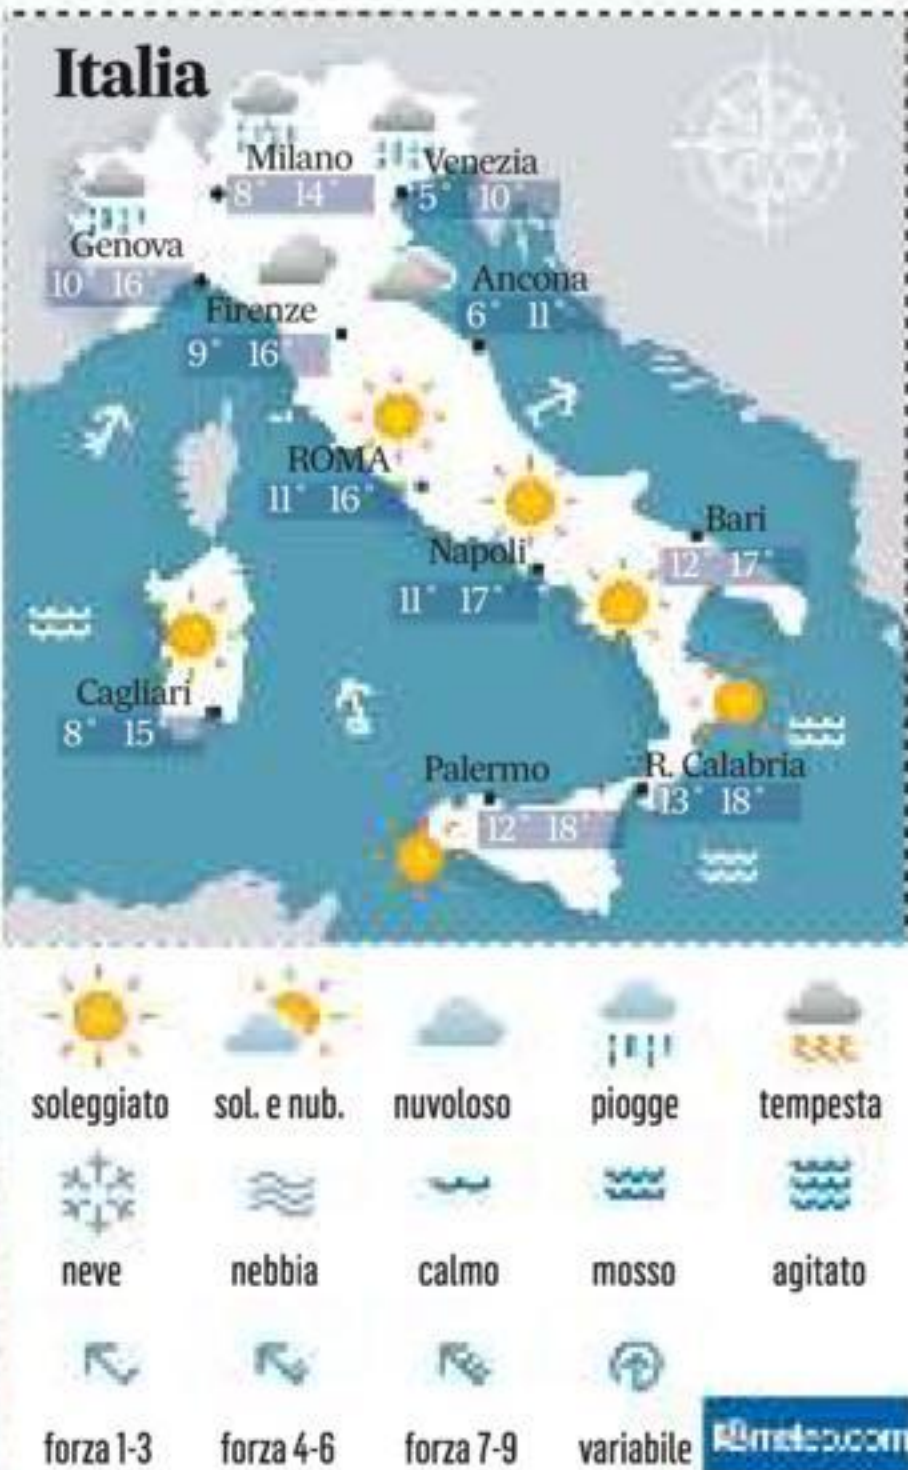 Italia
Milano
8° 14°
Venezia
5° 10°
Genova
10° 16°
Firenze
9° 16°
Ancona
6° 11°
ROMA
11° 16°
Napoli
11° 17°
Bari
12° 17°
Cagliari
8° 15°
Palermo
12° 18°
R. Calabria
13° 18°
soleggiato sol. e nub. nuvoloso piogge tempesta
neve nebbia calmo mosso agitato
forza 1-3 forza 4-6 forza 7-9 variabile